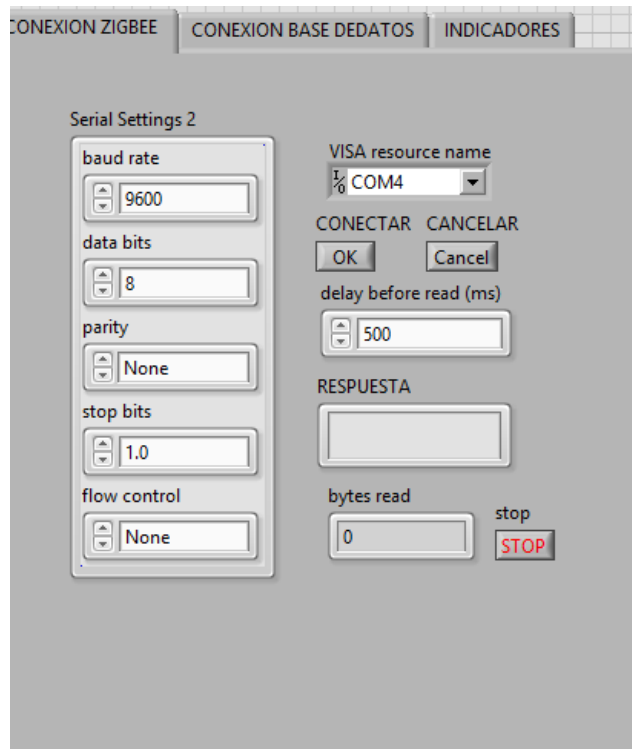 CONEXION ZIGBEE
CONEXION BASE DEDATOS
INDICADORES
Serial Settings 2
baud rate
9600
data bits
8
parity
None
stop bits
1.0
flow control
None
VISA resource name
I/O COM4
CONECTAR CANCELAR
OK Cancel
delay before read (ms)
500
RESPUESTA
bytes read
0
stop
STOP